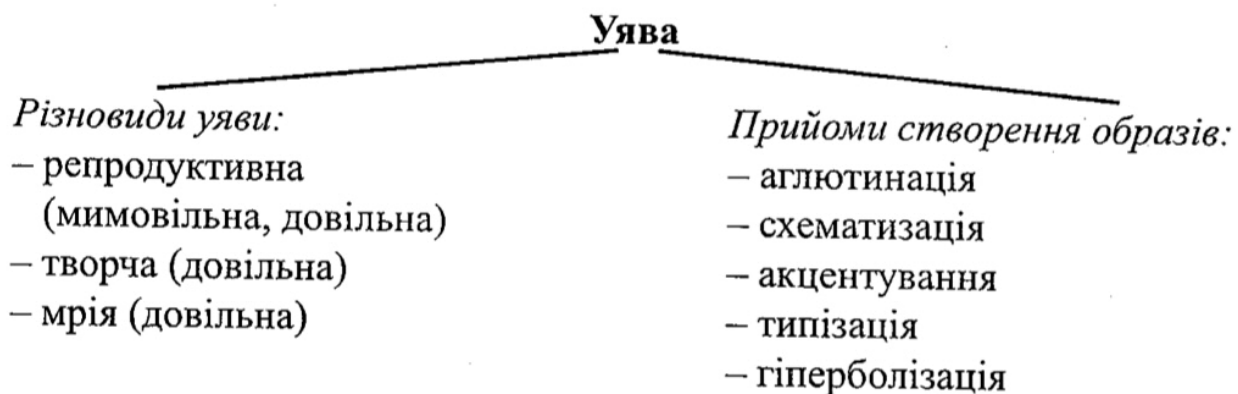 Уява
Різновиди уяви:
– репродуктивна
(мимовільна, довільна)
– творча (довільна)
– мрія (довільна)
Прийоми створення образів:
– аглютинація
– схематизація
– акцентування
– типізація
– гіперболізація